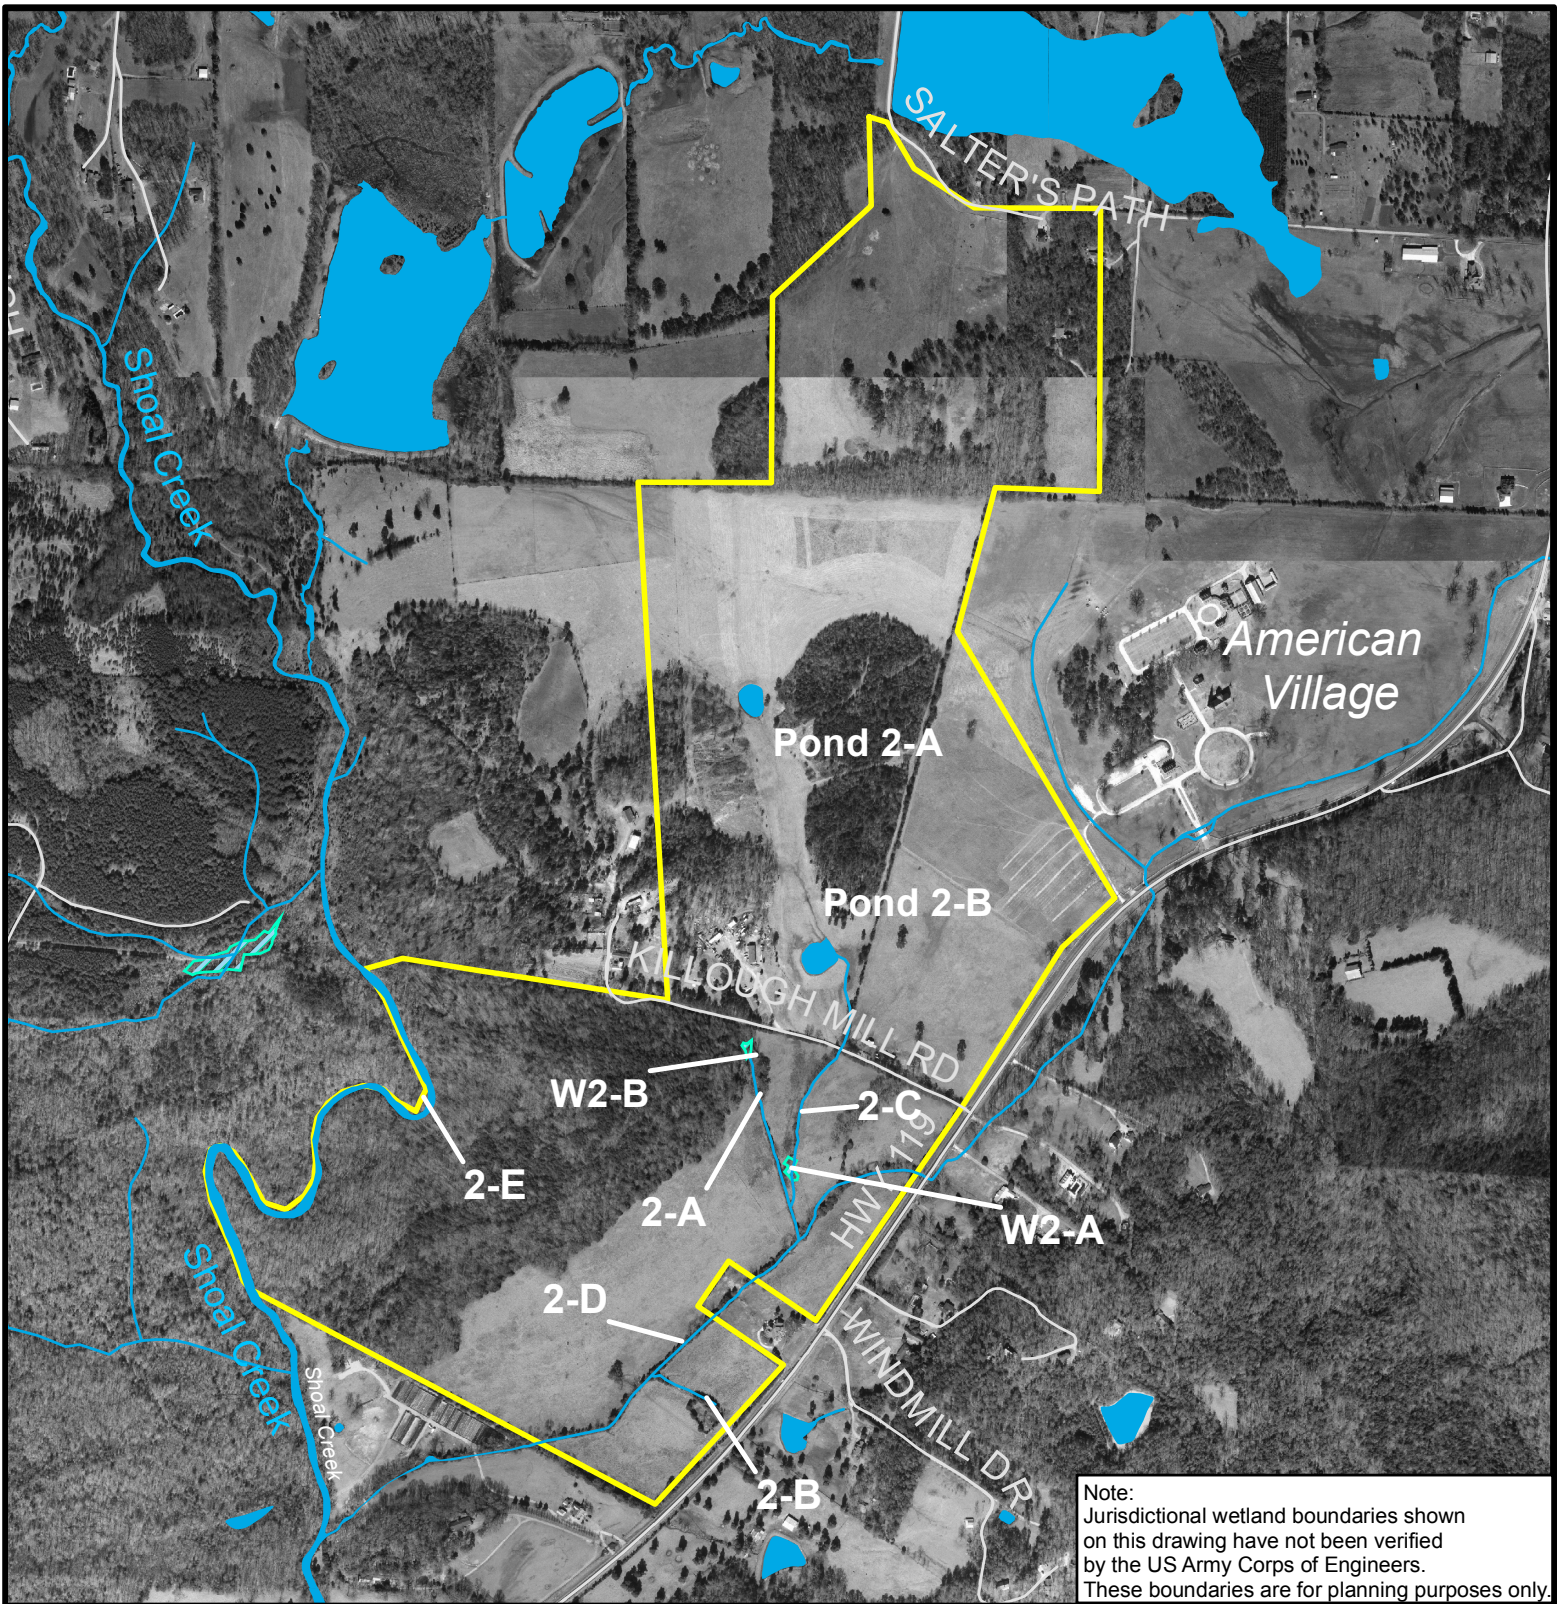 SALTER'S PATH
Shoal Creek
American
Village
Pond 2-A
Pond 2-B
KILLOUGH MILL RD
W2-B
2-C
2-E
2-A
HWY 119
W2-A
Shoal Creek
2-D
Shoal Creek
WINDMILL DR
2-B
Note:
Jurisdictional wetland boundaries shown
on this drawing have not been verified
by the US Army Corps of Engineers.
These boundaries are for planning purposes only.